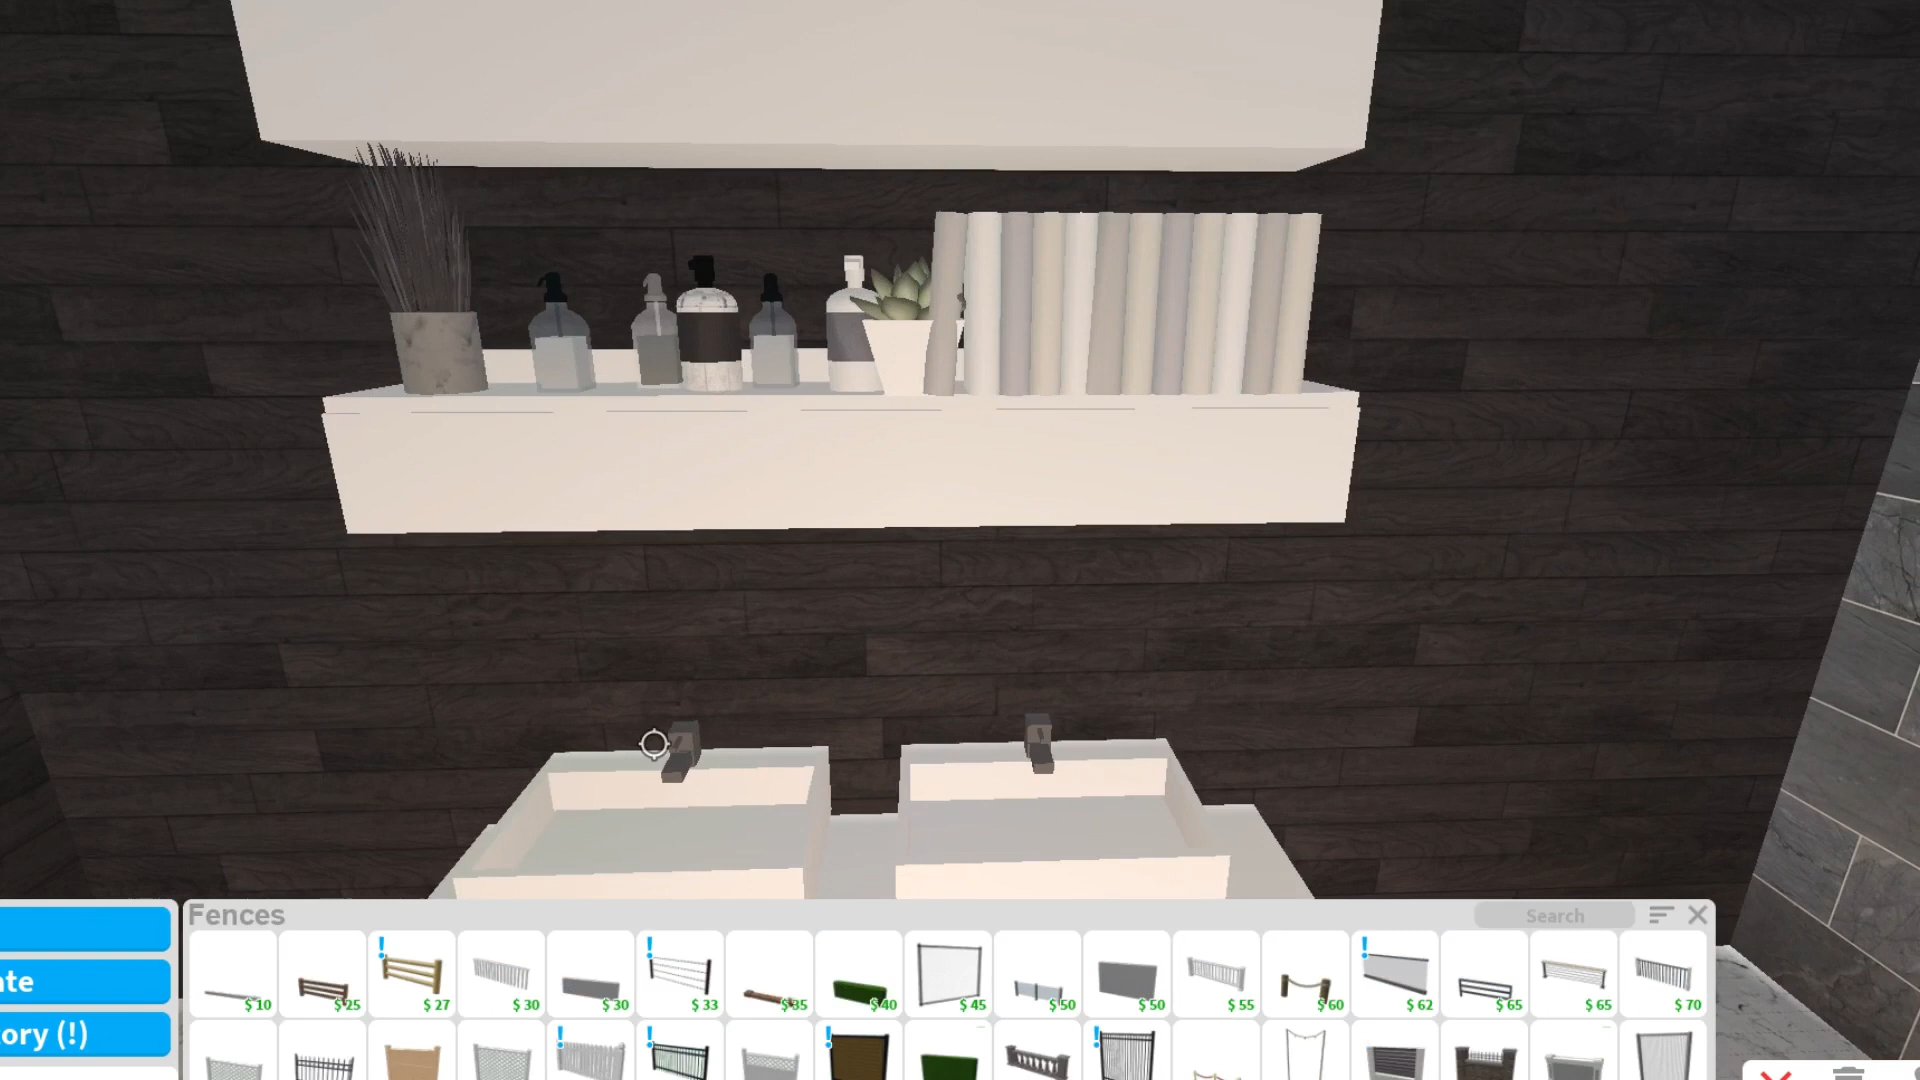 Fences
Search
ate
ory (!)
! ! !
$10 $25 $27 $30 $30 $33 $35 $40 $45 $50 $50 $55 $60 $62 $65 $65 $70
! ! ! !